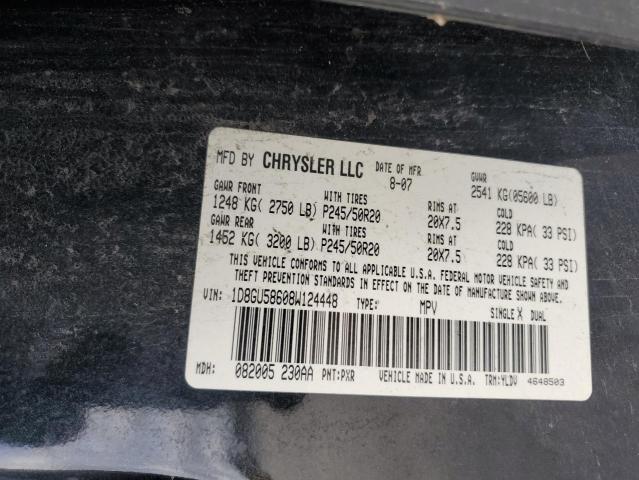 MFD BY CHRYSLER LLC DATE OF MFR 8-07 GVWR 2541 KG(05600 LB)
GAWR FRONT WITH TIRES RIMS AT COLD
1248 KG( 2750 LB) P245/50R20 20X7.5 228 KPA( 33 PSI)
GAWR REAR WITH TIRES RIMS AT COLD
1452 KG( 3200 LB) P245/50R20 20X7.5 228 KPA( 33 PSI)
THIS VEHICLE CONFORMS TO ALL APPLICABLE U.S.A. FEDERAL MOTOR VEHICLE SAFETY AND
THEFT PREVENTION STANDARDS IN EFFECT ON THE DATE OF MANUFACTURE SHOWN ABOVE.
VIN: 1D8GU58608W124448 TYPE: MPV SINGLE X DUAL
MDH: 082005 230AA PNT:PXR VEHICLE MADE IN U.S.A. TRM:YLDV 4648503